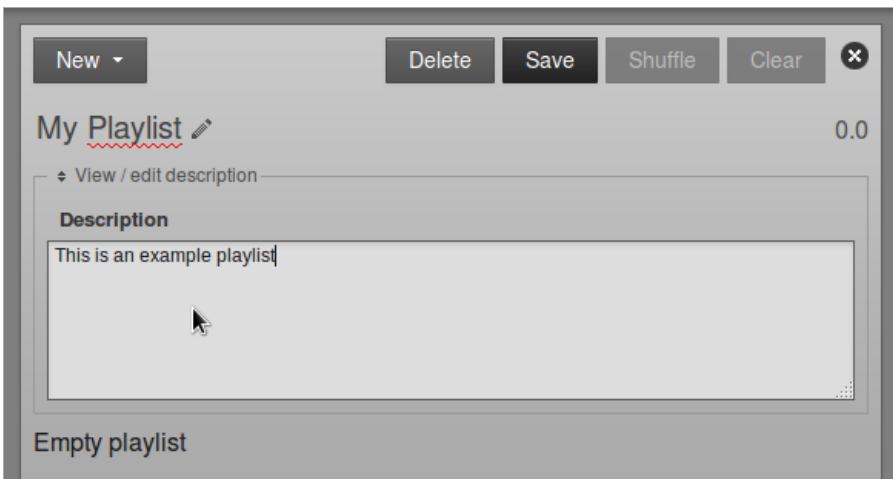 New Delete Save Shuffle Clear
My Playlist 0.0
View / edit description
Description
This is an example playlist
Empty playlist